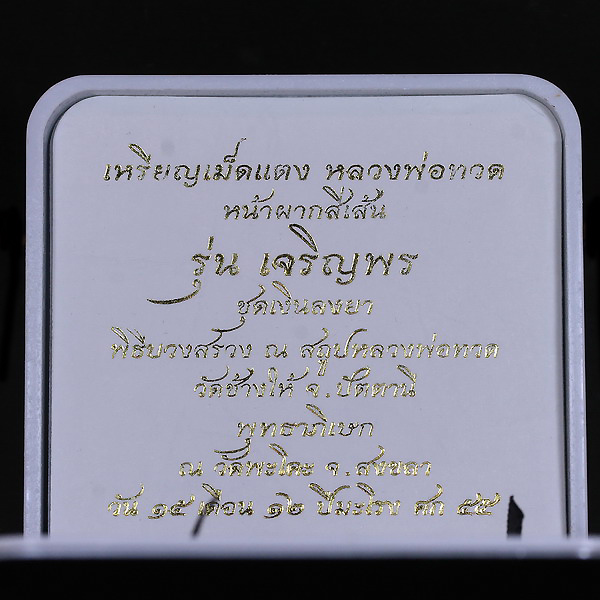 เหรียญเม็ดแตง หลวงพ่อทวด
หน้าผากสี่เส้น
รุ่น เจริญพร
ชุดเงินลงยา
พิธีบวงสรวง ณ สถูปหลวงพ่อทวด
วัดช้างให้ จ.ปัตตานี
พุทธาภิเษก
ณ วัดพะโคะ จ.สงขลา
วัน ๑๕ เดือน ๑๒ ปีมะโรง ศก ๕๕